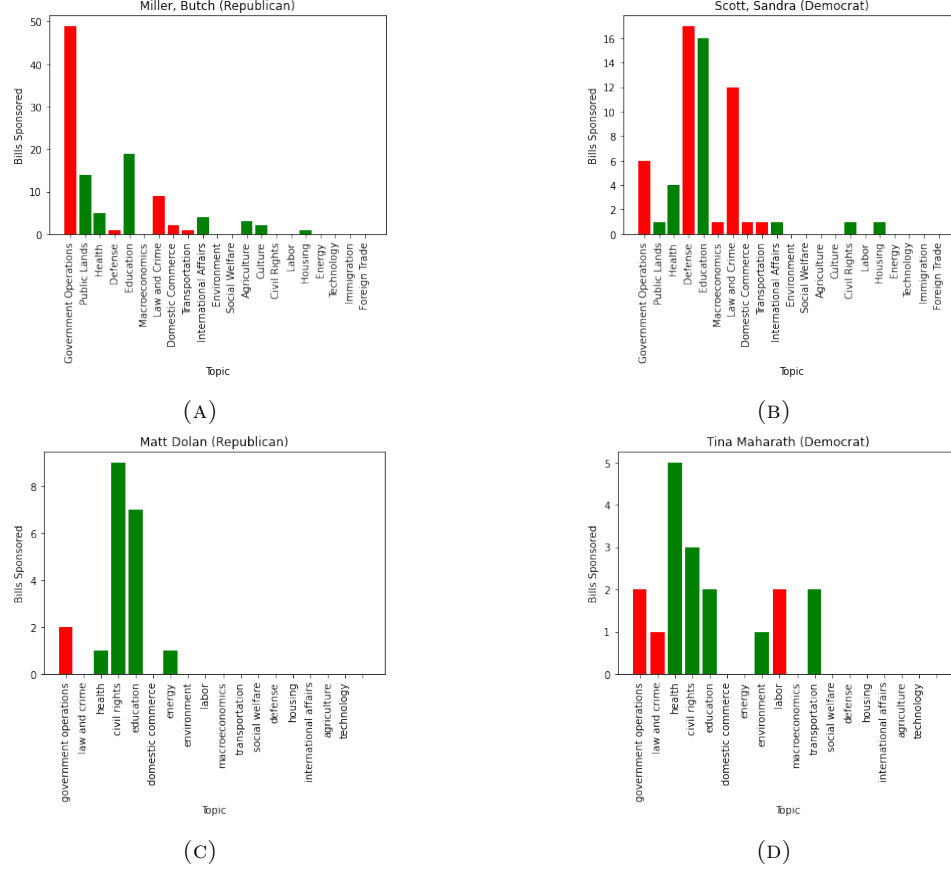 Miller, Butch (Republican)
Bills Sponsored
50
40
30
20
10
0
Government Operations
Public Lands
Health
Defense
Education
Macroeconomics
Law and Crime
Domestic Commerce
Transportation
International Affairs
Environment
Social Welfare
Agriculture
Culture
Civil Rights
Labor
Housing
Energy
Technology
Immigration
Foreign Trade
Topic
(A)
Scott, Sandra (Democrat)
Bills Sponsored
16
14
12
10
8
6
4
2
0
Government Operations
Public Lands
Health
Defense
Education
Macroeconomics
Law and Crime
Domestic Commerce
Transportation
International Affairs
Environment
Social Welfare
Agriculture
Culture
Civil Rights
Labor
Housing
Energy
Technology
Immigration
Foreign Trade
Topic
(B)
Matt Dolan (Republican)
Bills Sponsored
8
6
4
2
0
government operations
law and crime
health
civil rights
education
domestic commerce
energy
environment
labor
macroeconomics
transportation
social welfare
defense
housing
international affairs
agriculture
technology
Topic
(C)
Tina Maharath (Democrat)
Bills Sponsored
5
4
3
2
1
0
government operations
law and crime
health
civil rights
education
domestic commerce
energy
environment
labor
macroeconomics
transportation
social welfare
defense
housing
international affairs
agriculture
technology
Topic
(D)